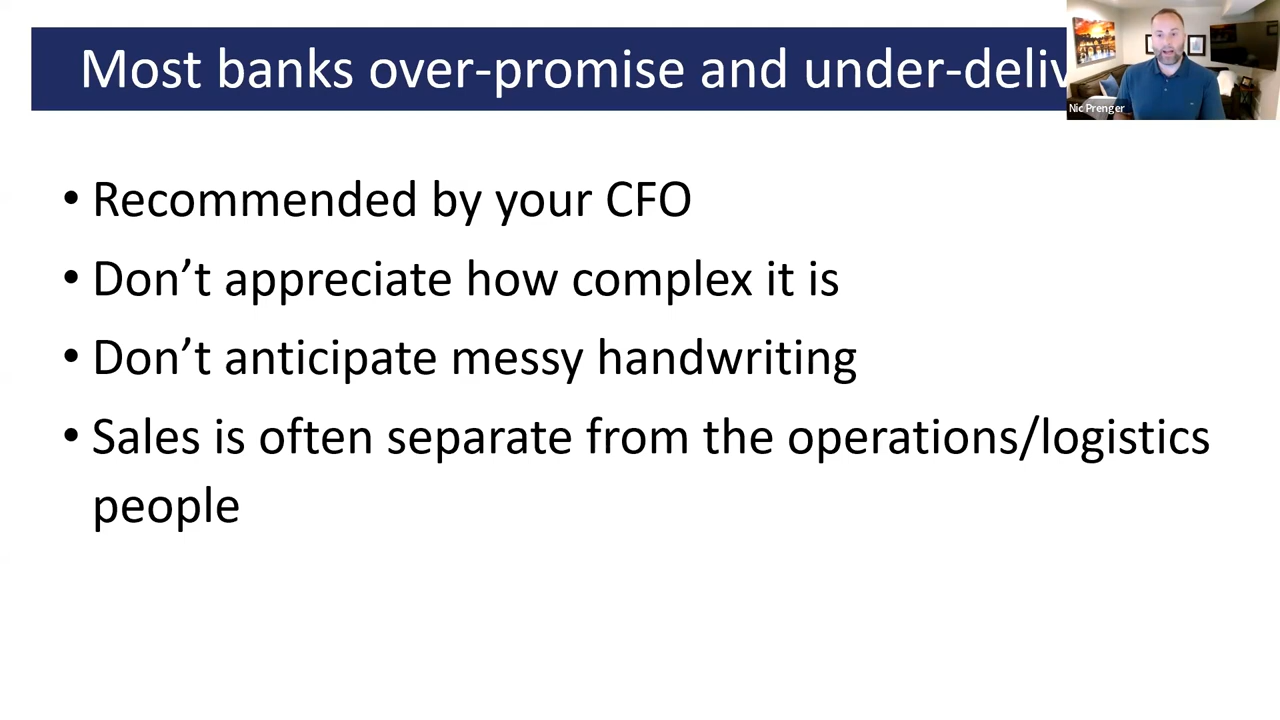 Most banks over-promise and under-deliv
Nic Prenger
• Recommended by your CFO
• Don’t appreciate how complex it is
• Don’t anticipate messy handwriting
• Sales is often separate from the operations/logistics
people